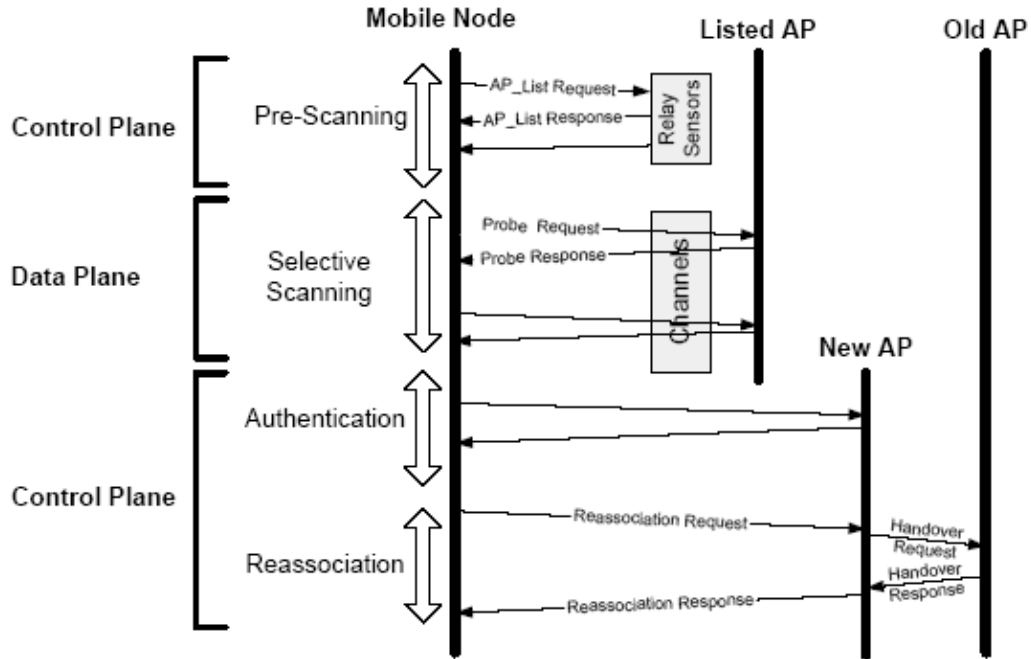 Mobile Node
Listed AP
Old AP
Control Plane
Pre-Scanning
AP_List Request
AP_List Response
Relay
Sensors
Data Plane
Selective
Scanning
Probe Request
Probe Response
Channels
New AP
Control Plane
Authentication
Reassociation
Reassociation Request
Handover
Request
Handover
Response
Reassociation Response